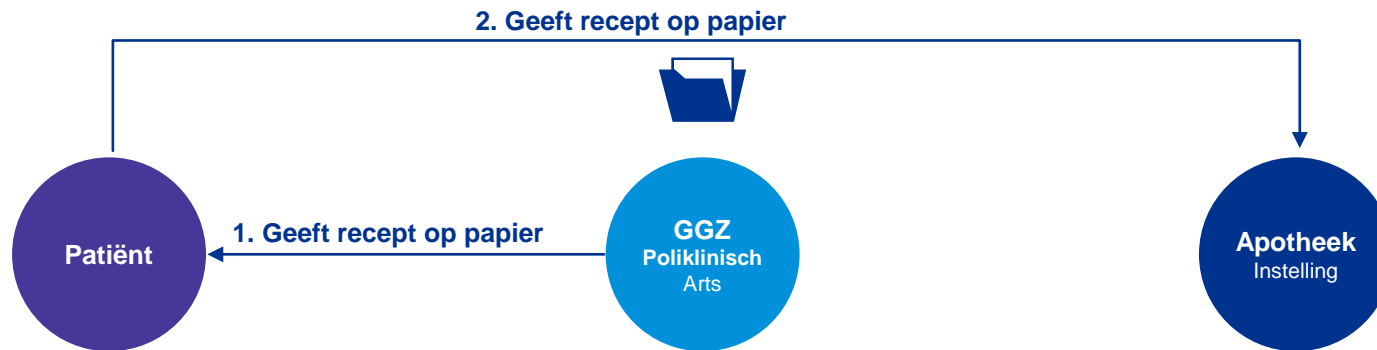 2. Geeft recept op papier
1. Geeft recept op papier
Patiënt
GGZ
Poliklinisch
Arts
Apotheek
Instelling